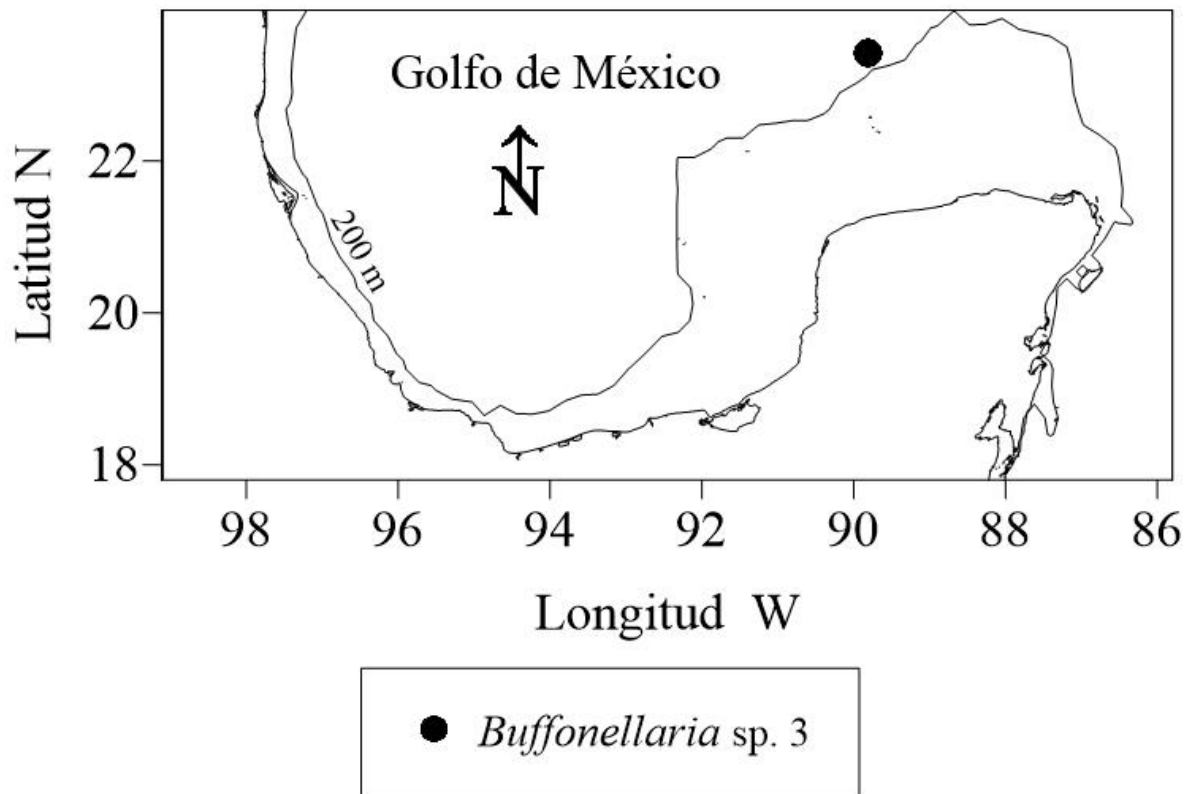 Golfo de México
N
200 m
Latitud N
22
20
18
98 96 94 92 90 88 86
Longitud W
Buffonellaria sp. 3